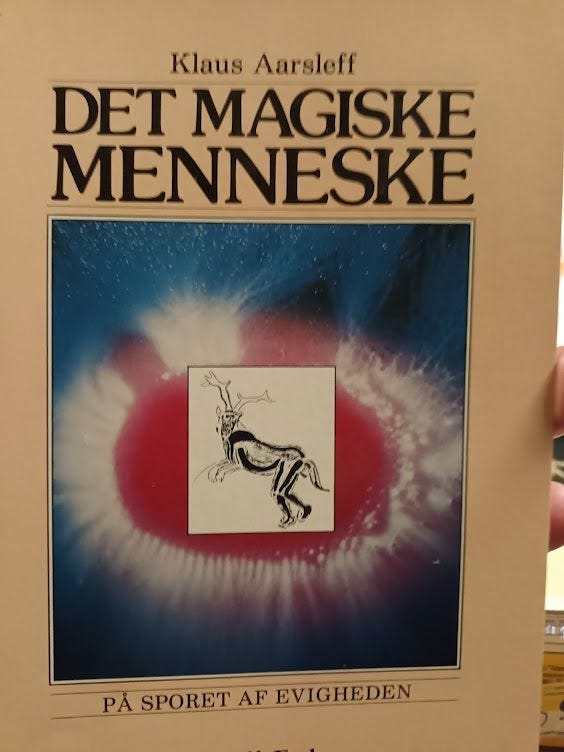 Klaus Aarsleff
DET MAGISKE
MENNESKE
PÅ SPORET AF EVIGHEDEN